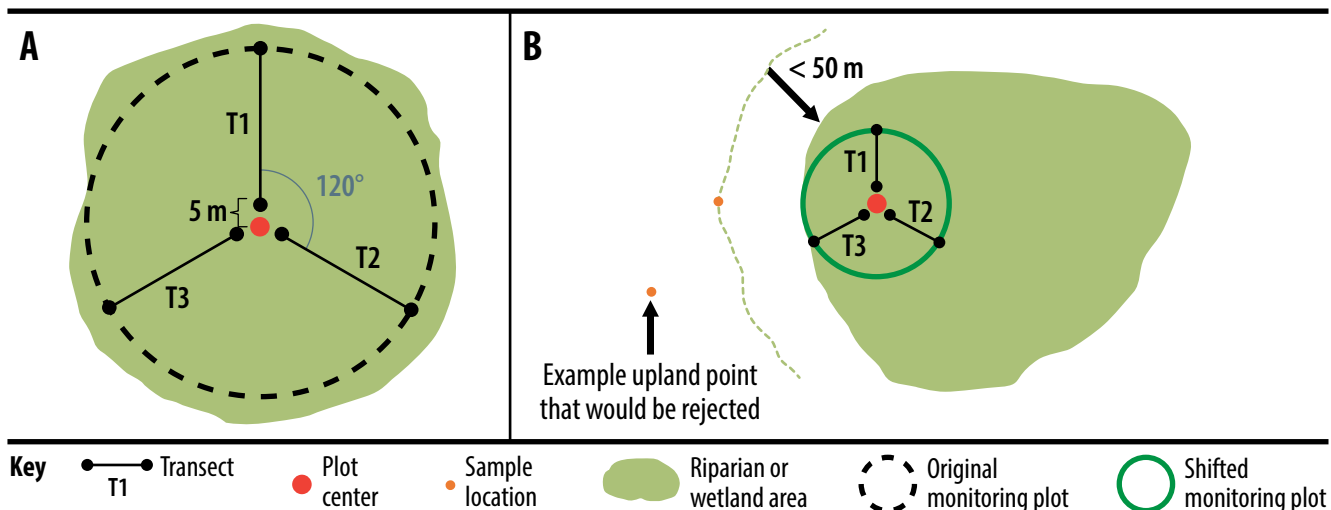 A
T1
120°
5 m
T2
T3
B
< 50 m
T1
T2
T3
Example upland point
that would be rejected
Key
T1
Transect
Plot
center
Sample
location
Riparian or
wetland area
Original
monitoring plot
Shifted
monitoring plot